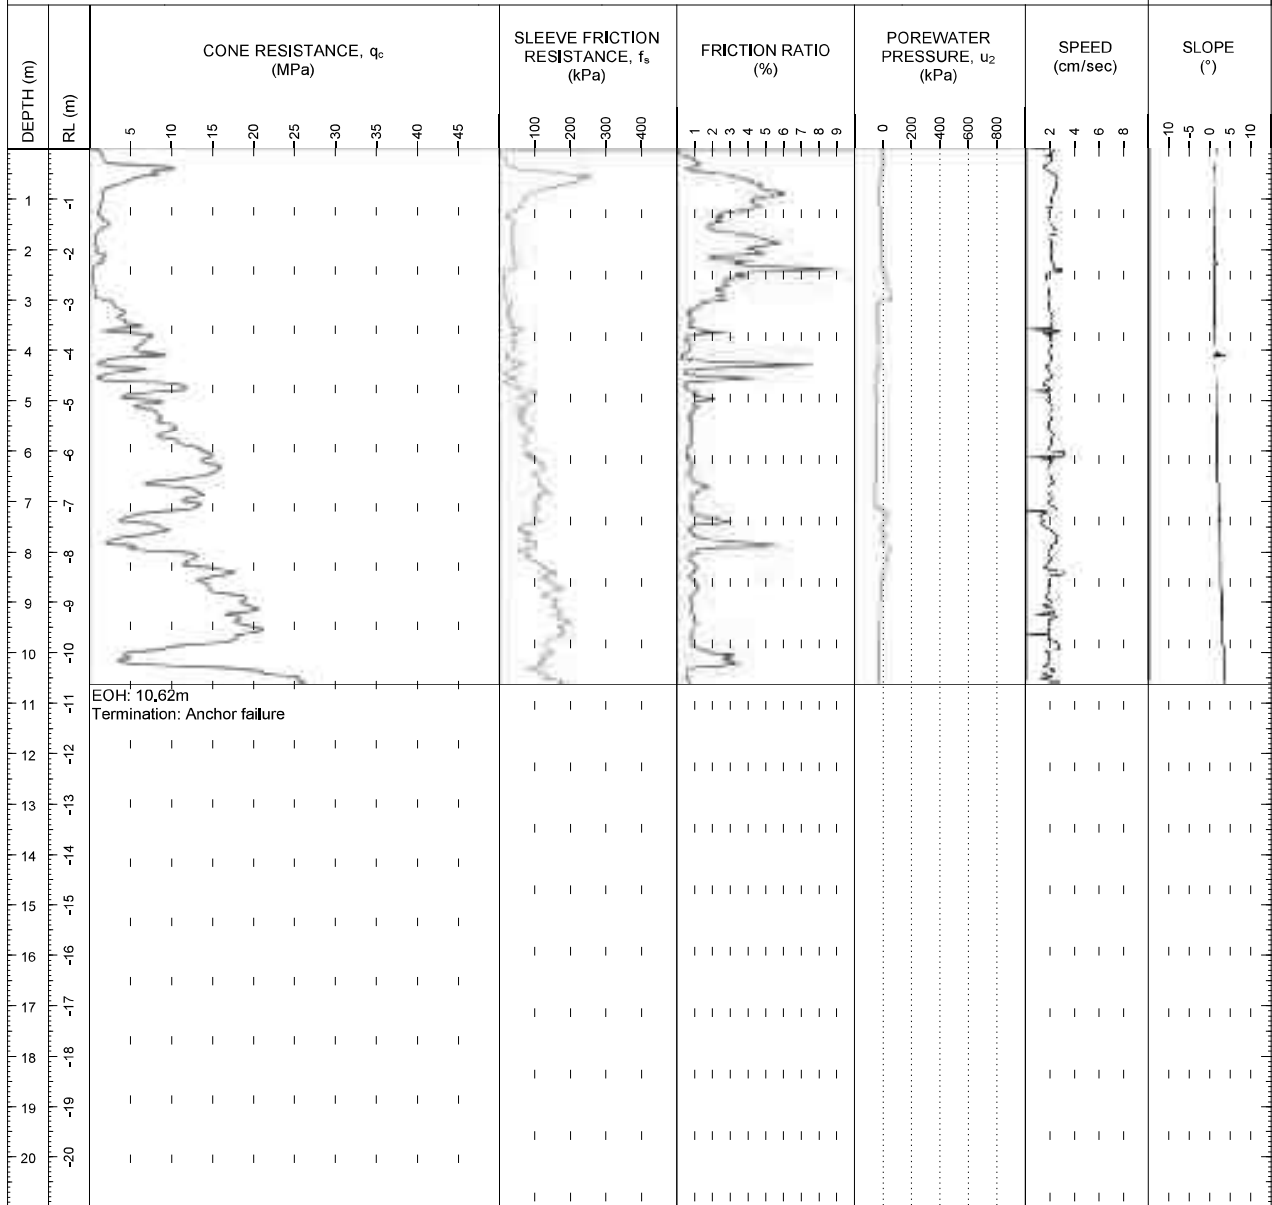 DEPTH (m)
RL (m)
CONE RESISTANCE, qc
(MPa)
SLEEVE FRICTION
RESISTANCE, fs
(kPa)
FRICTION RATIO
(%)
POREWATER
PRESSURE, u2
(kPa)
SPEED
(cm/sec)
SLOPE
(°)
5 10 15 20 25 30 35 40 45
100 200 300 400
1 2 3 4 5 6 7 8 9
0 200 400 600 800
2 4 6 8
-10 -5 0 5 10
1 -1
2 -2
3 -3
4 -4
5 -5
6 -6
7 -7
8 -8
9 -9
10 -10
EOH: 10.62m
11 -11
Termination: Anchor failure
12 -12
13 -13
14 -14
15 -15
16 -16
17 -17
18 -18
19 -19
20 -20